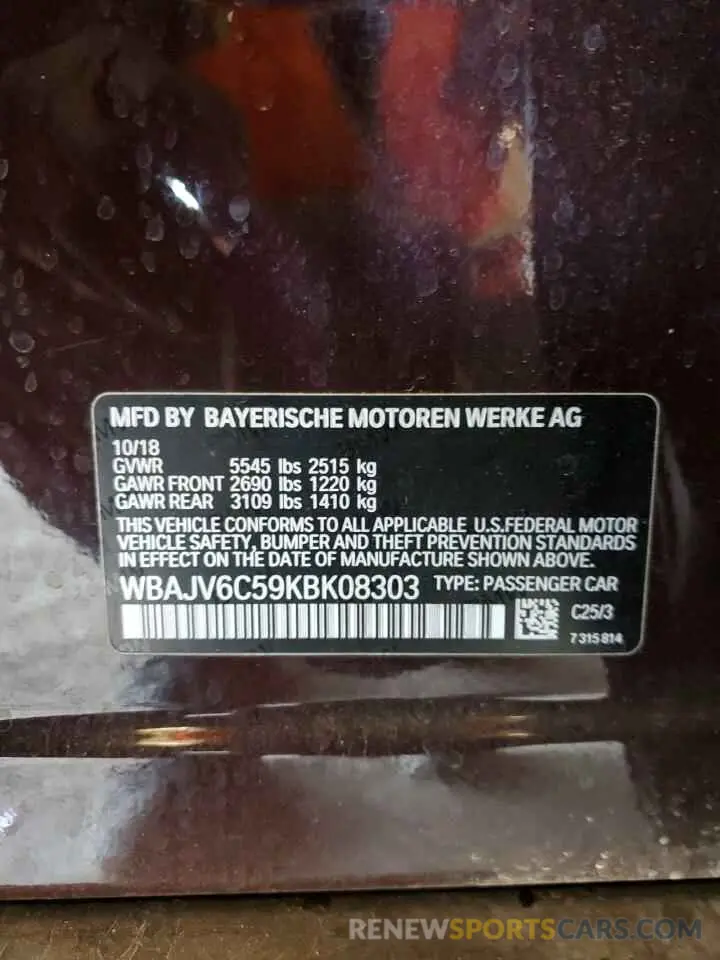 MFD BY BAYERISCHE MOTOREN WERKE AG
10/18
GVWR 5545 lbs 2515 kg
GAWR FRONT 2690 lbs 1220 kg
GAWR REAR 3109 lbs 1410 kg
THIS VEHICLE CONFORMS TO ALL APPLICABLE U.S.FEDERAL MOTOR
VEHICLE SAFETY, BUMPER AND THEFT PREVENTION STANDARDS
IN EFFECT ON THE DATE OF MANUFACTURE SHOWN ABOVE.
WBAJV6C59KBK08303 TYPE: PASSENGER CAR
C25/3
7315814
RENEWSPORTSCARS.COM